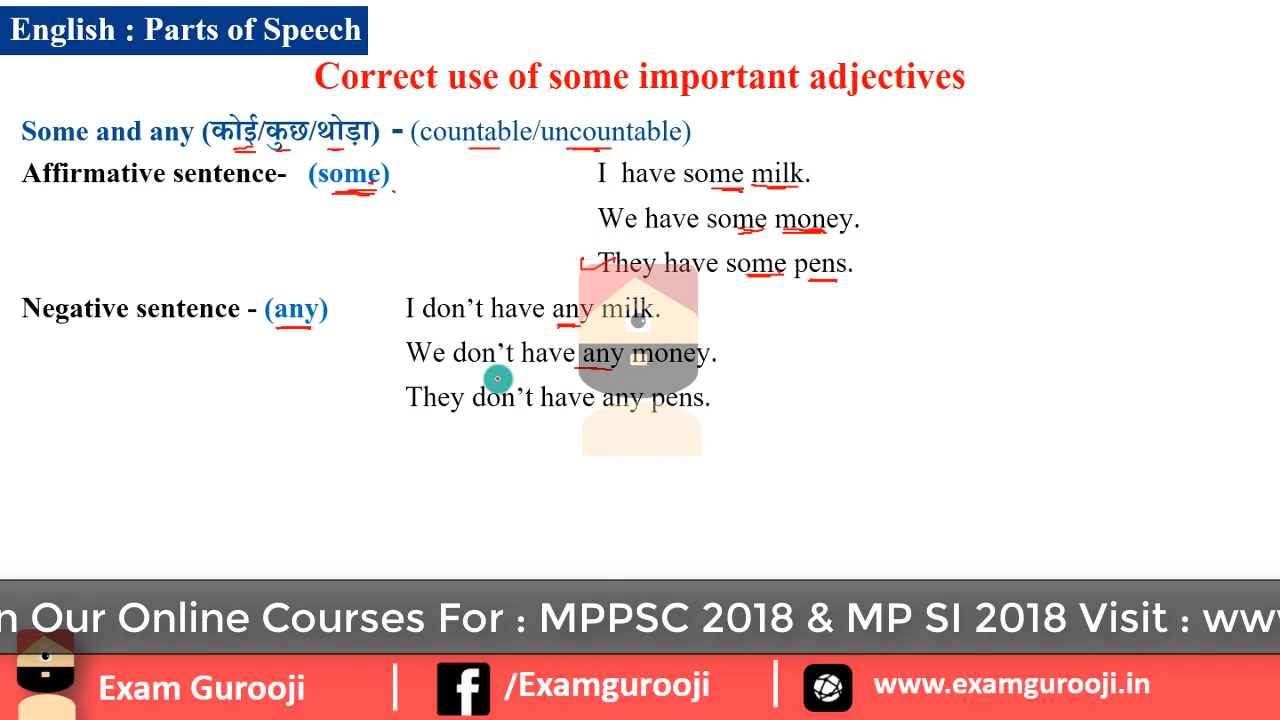 English : Parts of Speech
Correct use of some important adjectives
Some and any (कोई/कुछ/थोड़ा) - (countable/uncountable)
Affirmative sentence- (some) I have some milk.
We have some money.
They have some pens.
Negative sentence - (any) I don't have any milk.
We don't have any money.
They don't have any pens.
Our Online Courses For : MPPSC 2018 & MP SI 2018 Visit :
Exam Gurooji | f /Examgurooji | www.examgurooji.in